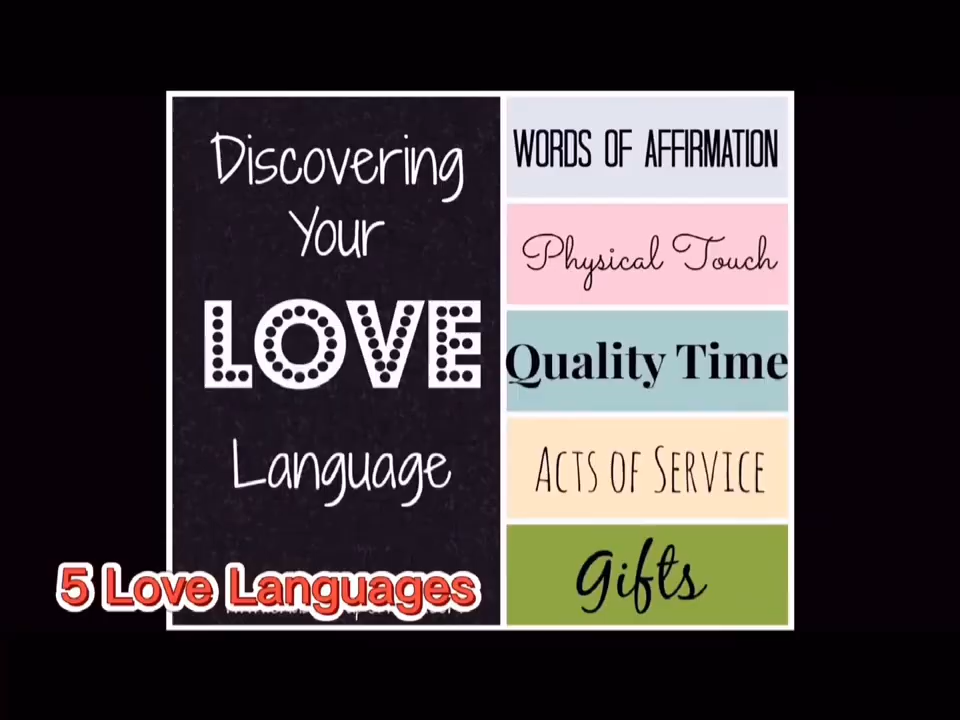 Discovering
Your
LOVE
Language
WORDS OF AFFIRMATION
Physical Touch
Quality Time
ACTS OF SERVICE
Gifts
5 Love Languages